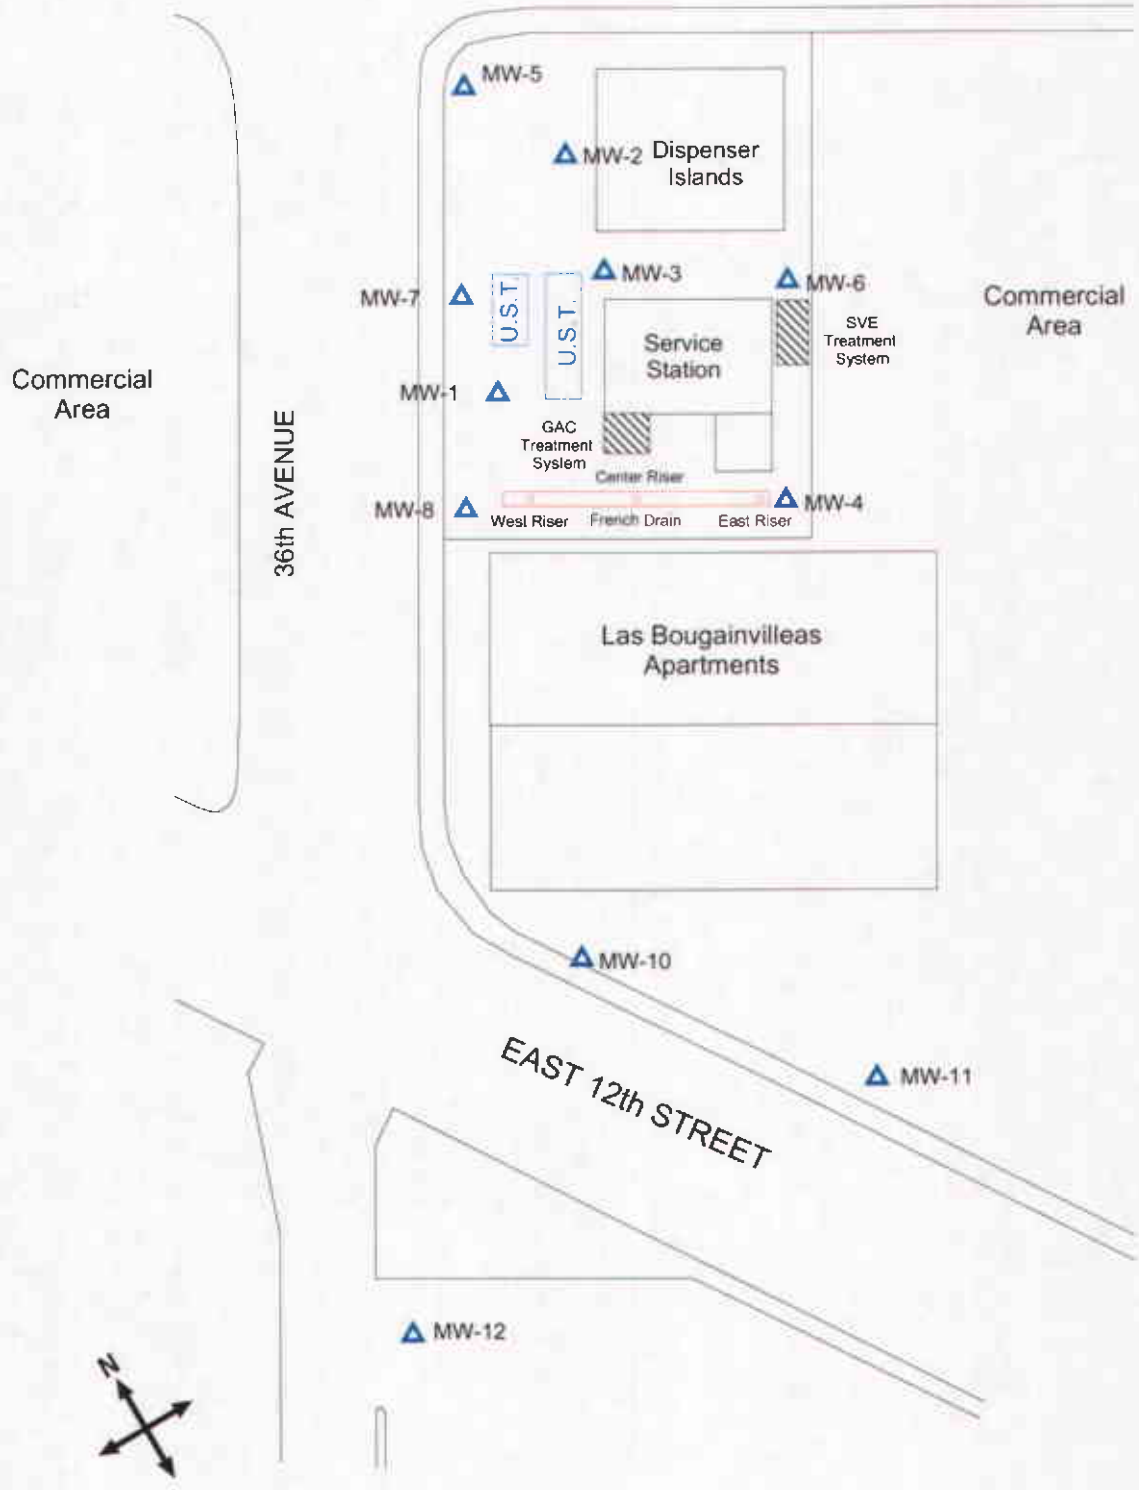 MW-5
MW-2
Dispenser
Islands
MW-3
MW-6
MW-7
U.S.T.
U.S.T.
Service
Station
SVE
Treatment
System
Commercial
Area
Commercial
Area
MW-1
GAC
Treatment
System
Center Riser
36th AVENUE
MW-8
MW-4
West Riser
French Drain
East Riser
Las Bougainvilleas
Apartments
MW-10
EAST 12th STREET
MW-11
MW-12
N